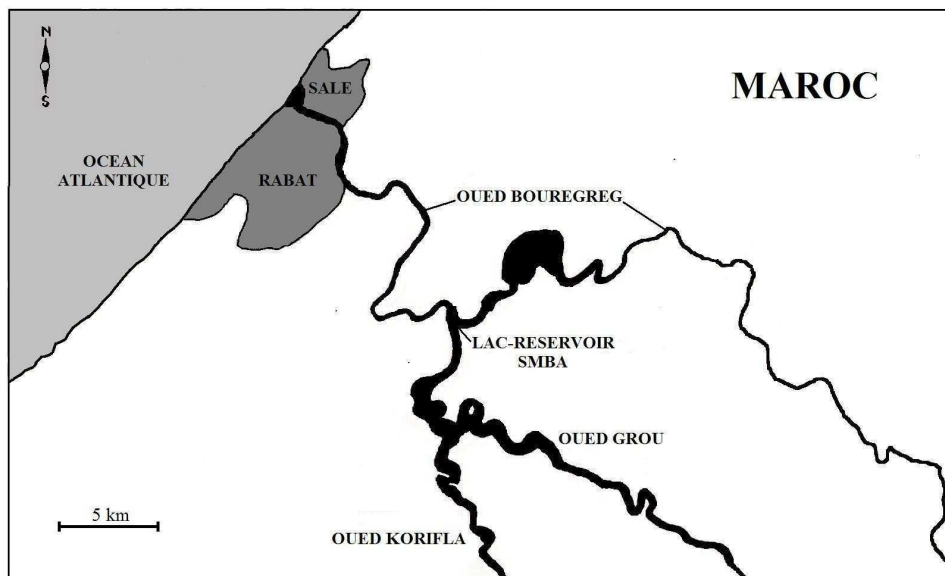 N
S
SALE
MAROC
OCEAN
ATLANTIQUE
RABAT
OUED BOUREGREG
LAC-RESERVOIR
SMBA
OUED GROU
5 km
OUED KORIFLA